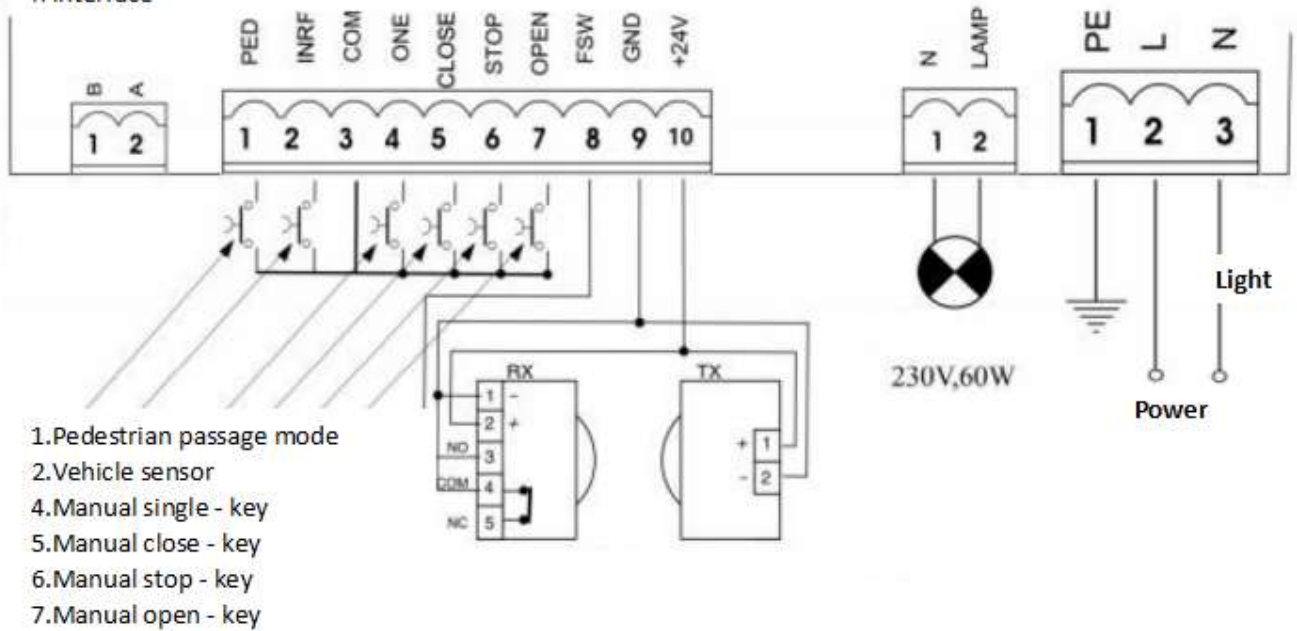 B
A
PED
INRF
COM
ONE
CLOSE
STOP
OPEN
FSW
GND
+24V
N
LAMP
PE
L
N
1 2
1 2 3 4 5 6 7 8 9 10
1 2
1 2 3
Light
230V,60W
Power
RX
1 -
2 +
NO 3
COM 4
NC 5
TX
+ 1
- 2
1.Pedestrian passage mode
2.Vehicle sensor
4.Manual single - key
5.Manual close - key
6.Manual stop - key
7.Manual open - key